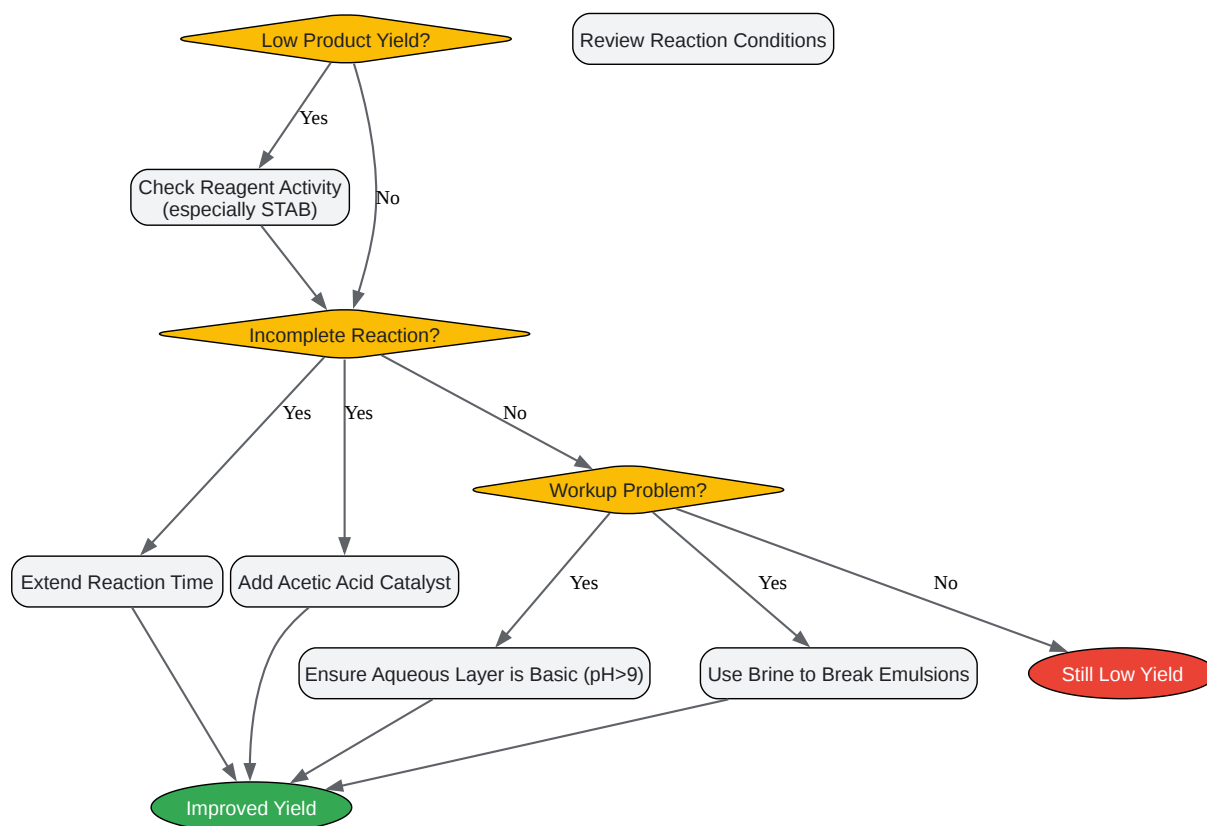 Low Product Yield?
Review Reaction Conditions
Yes
Check Reagent Activity
(especially STAB)
No
Incomplete Reaction?
Yes
Yes
No
Workup Problem?
Extend Reaction Time
Add Acetic Acid Catalyst
Yes
Yes
No
Ensure Aqueous Layer is Basic (pH>9)
Use Brine to Break Emulsions
Still Low Yield
Improved Yield